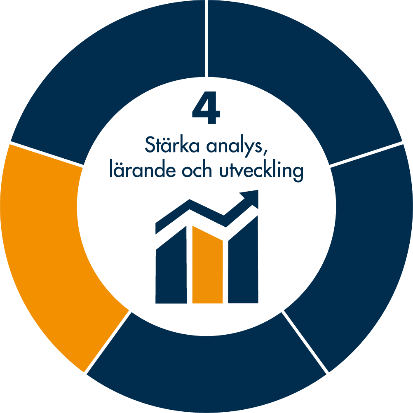 4
Stärka analys,
lärande och utveckling